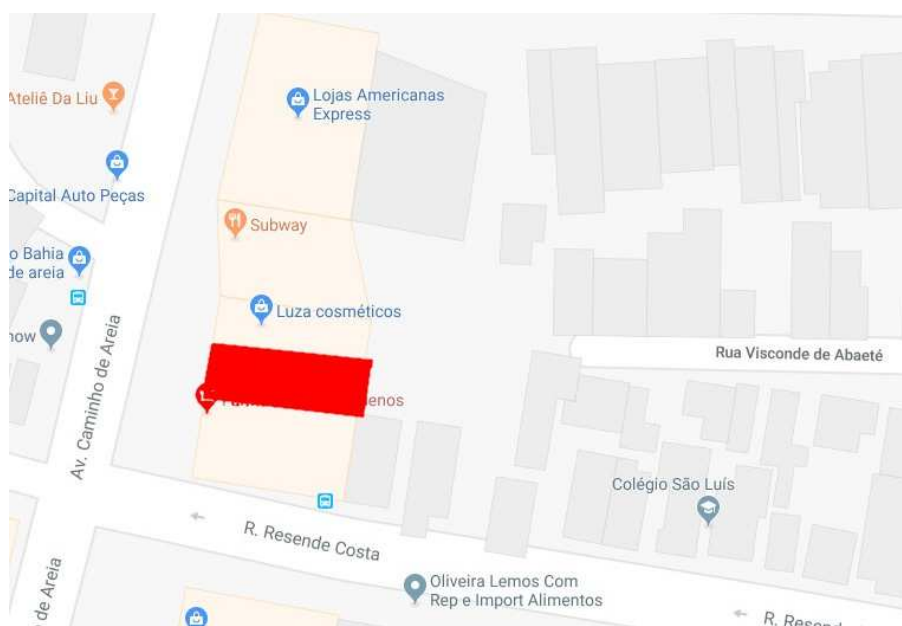 Lojas Americanas
Express
Ateliê Da Liu
Capital Auto Peças
Subway
o Bahia
de areia
Luza cosméticos
now
Av. Caminho de Areia
Rua Visconde de Abaeté
enos
Colégio São Luís
R. Resende Costa
Oliveira Lemos Com
Rep e Import Alimentos
de Areia
R. Resend